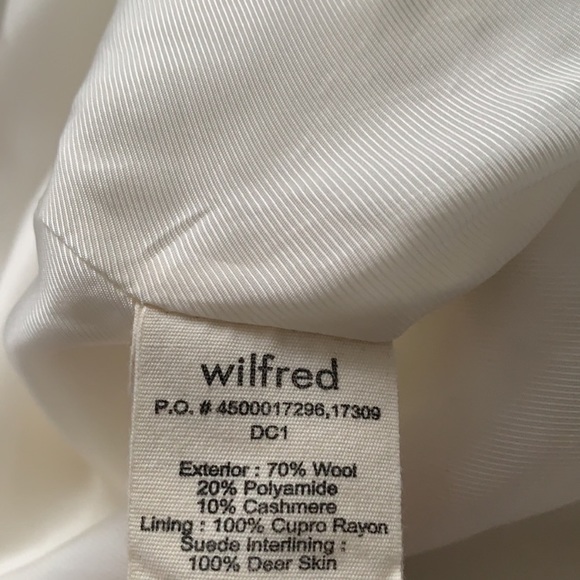 wilfred
P.O. # 4500017296,17309
DC1
Exterior : 70% Wool
20% Polyamide
10% Cashmere
Lining : 100% Cupro Rayon
Suede Interlining :
100% Deer Skin